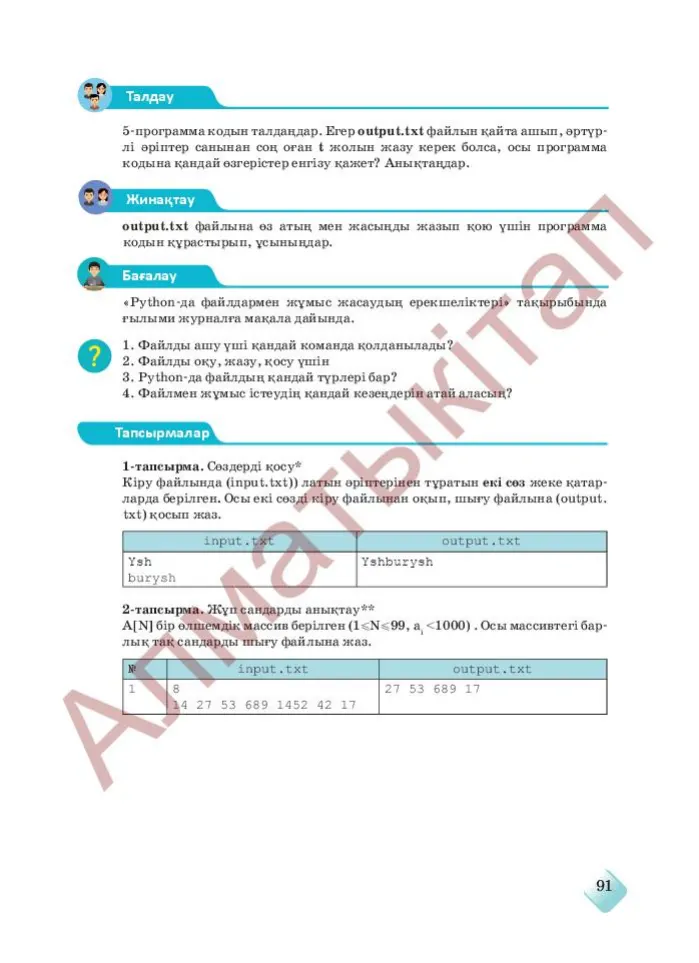 Талдау
5-программа кодын талдаңдар. Егер output.txt файлын қайта ашып, әртүр-
лі әріптер санынан соң оған t жолын жазу керек болса, осы программа
кодына қандай өзгерістер енгізу қажет? Анықтаңдар.
Жинақтау
output.txt файлына өз атың мен жасыңды жазып қою үшін программа
кодын құрастырып, ұсыныңдар.
Бағалау
«Python-да файлдармен жұмыс жасаудың ерекшеліктері» тақырыбында
ғылыми журналға мақала дайында.
?
1. Файлды ашу үші қандай команда қолданылады?
2. Файлды оқу, жазу, қосу үшін
3. Python-да файлдың қандай түрлері бар?
4. Файлмен жұмыс істеудің қандай кезеңдерін атай аласың?
Тапсырмалар
1-тапсырма. Сөздерді қосу*
Кіру файлында (input.txt)) латын әріптерінен тұратын екі сөз жеке қатар-
ларда берілген. Осы екі сөзді кіру файлынан оқып, шығу файлына (output.
txt) қосып жаз.
input.txt output.txt
Ysh Yshburysh
burysh
2-тапсырма. Жұп сандарды анықтау**
A[N] бір өлшемдік массив берілген (1⩽N⩽99, a_i <1000) . Осы массивтегі бар-
лық тақ сандарды шығу файлына жаз.
№ input.txt output.txt
1 8 27 53 689 17
14 27 53 689 1452 42 17
Алматыкітап
91